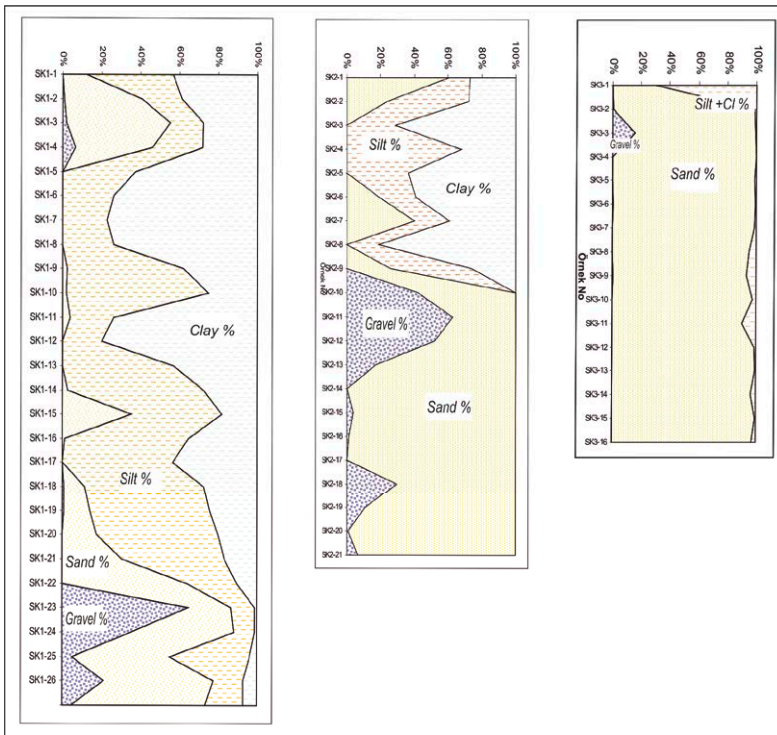 0%
20%
40%
60%
80%
100%
SK1-1
SK1-2
SK1-3
SK1-4
SK1-5
SK1-6
SK1-7
SK1-8
SK1-9
SK1-10
SK1-11
SK1-12
SK1-13
SK1-14
SK1-15
SK1-16
SK1-17
SK1-18
SK1-19
SK1-20
SK1-21
SK1-22
SK1-23
SK1-24
SK1-25
SK1-26
Clay %
Silt %
Sand %
Gravel %
0%
20%
40%
60%
80%
100%
SK2-1
SK2-2
SK2-3
SK2-4
SK2-5
SK2-6
SK2-7
SK2-8
SK2-9
SK2-10
SK2-11
SK2-12
SK2-13
SK2-14
SK2-15
SK2-16
SK2-17
SK2-18
SK2-19
SK2-20
SK2-21
Örnek No
Silt %
Clay %
Gravel %
Sand %
0%
20%
40%
60%
80%
100%
SK3-1
SK3-2
SK3-3
SK3-4
SK3-5
SK3-6
SK3-7
SK3-8
SK3-9
SK3-10
SK3-11
SK3-12
SK3-13
SK3-14
SK3-15
SK3-16
Örnek No
Silt +Cl %
Gravel %
Sand %